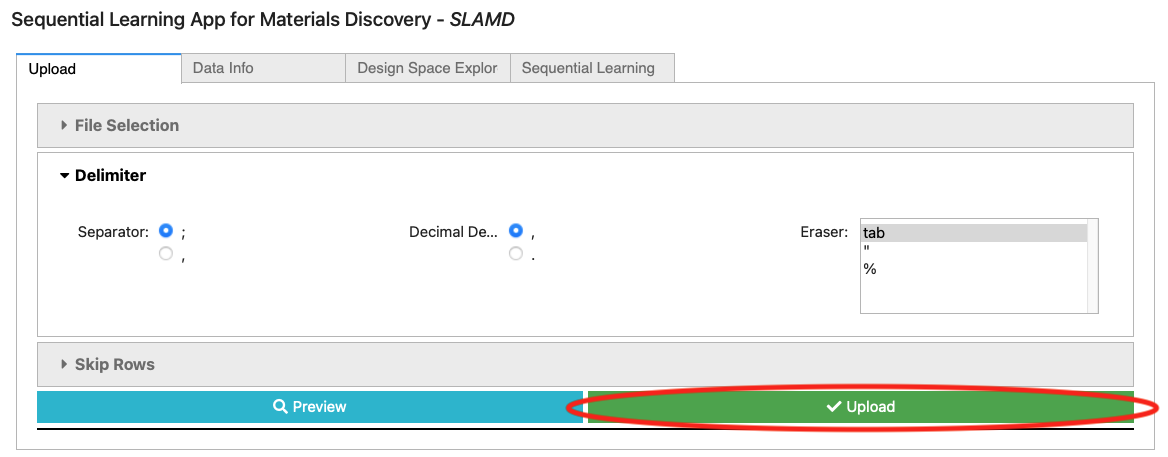 Sequential Learning App for Materials Discovery - SLAMD
Upload Data Info Design Space Explor Sequential Learning
File Selection
Delimiter
Separator: ; Decimal De... , Eraser: tab
, . "
%
Skip Rows
Preview Upload